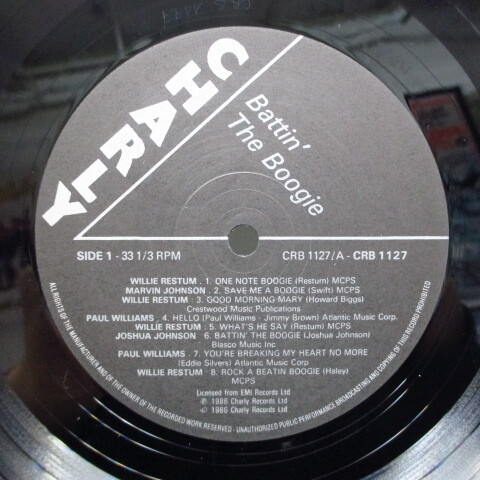 CHARLY
Battin'
The Boogie
SIDE 1 - 33 1/3 RPM
CRB 1127/A - CRB 1127
WILLIE RESTUM . 1. ONE NOTE BOOGIE (Restum) MCPS
MARVIN JOHNSON . 2. SAVE ME A BOOGIE (Swift) MCPS
WILLIE RESTUM . 3. GOOD MORNING MARY (Howard Biggs)
Crestwood Music Publications
PAUL WILLIAMS . 4. HELLO (Paul Williams - Jimmy Brown) Atlantic Music Corp.
WILLIE RESTUM . 5. WHAT'S HE SAY (Restum) MCPS
JOSHUA JOHNSON . 6. BATTIN' THE BOOGIE (Joshua Johnson)
Blasco Music Inc
PAUL WILLIAMS . 7. YOU'RE BREAKING MY HEART NO MORE
(Eddie Silvers) Atlantic Music Corp
WILLIE RESTUM . 8. ROCK A BEATIN BOOGIE (Haley)
MCPS
Licensed from EMI Records Ltd
℗ 1986 Charly Records Ltd
© 1986 Charly Records Ltd
ALL RIGHTS OF THE MANUFACTURER AND OF THE OWNER OF THE RECORDED WORK RESERVED - UNAUTHORIZED PUBLIC PERFORMANCE BROADCASTING AND COPYING OF THIS RECORD PROHIBITED